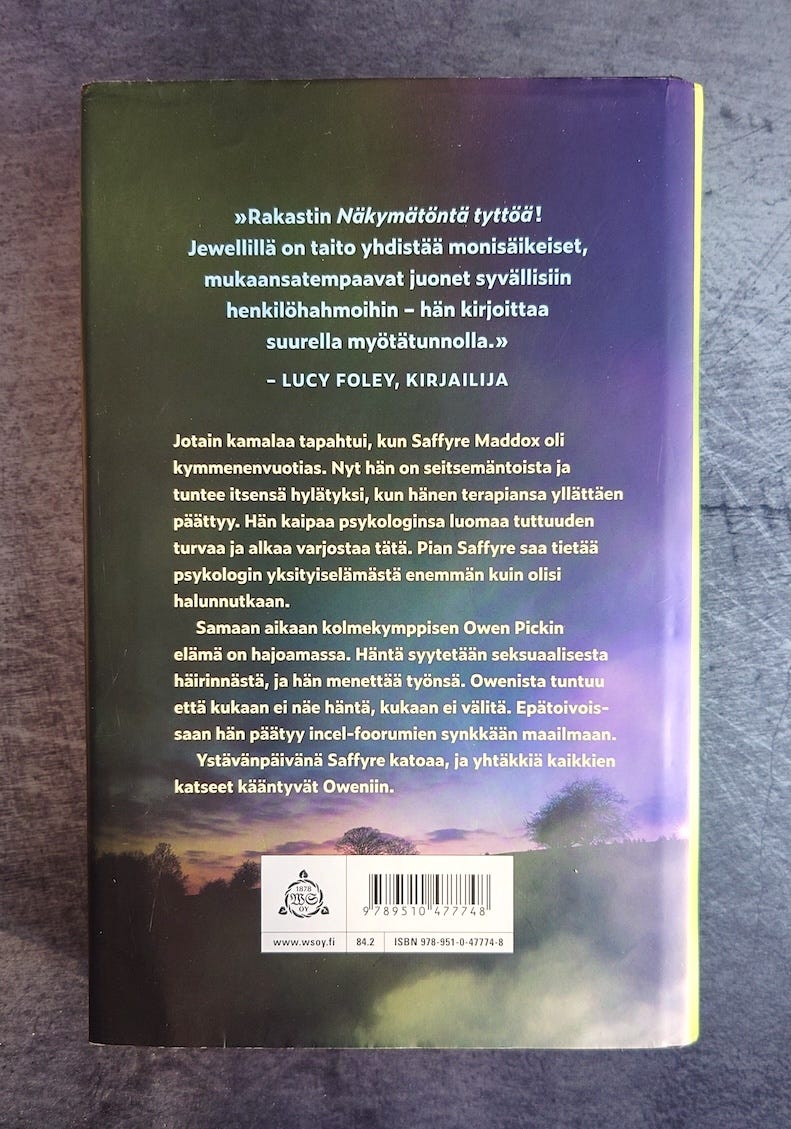 »Rakastin Näkymätöntä tyttöä!
Jewellillä on taito yhdistää monisäikeiset,
mukaansatempaavat juonet syvällisiin
henkilöhahmoihin – hän kirjoittaa
suurella myötätunnolla.»
– LUCY FOLEY, KIRJAILIJA
Jotain kamalaa tapahtui, kun Saffyre Maddox oli
kymmenenvuotias. Nyt hän on seitsemäntoista ja
tuntee itsensä hylätyksi, kun hänen terapiansa yllättäen
päättyy. Hän kaipaa psykologinsa luomaa tuttuuden
turvaa ja alkaa varjostaa tätä. Pian Saffyre saa tietää
psykologin yksityiselämästä enemmän kuin olisi
halunnutkaan.
Samaan aikaan kolmekymppisen Owen Pickin
elämä on hajoamassa. Häntä syytetään seksuaalisesta
häirinnästä, ja hän menettää työnsä. Owenista tuntuu
että kukaan ei näe häntä, kukaan ei välitä. Epätoivois-
saan hän päätyy incel-foorumien synkkään maailmaan.
Ystävänpäivänä Saffyre katoaa, ja yhtäkkiä kaikkien
katseet kääntyvät Oweniin.
1878
WS
OY
9 789510 477748
www.wsoy.fi 84.2 ISBN 978-951-0-47774-8